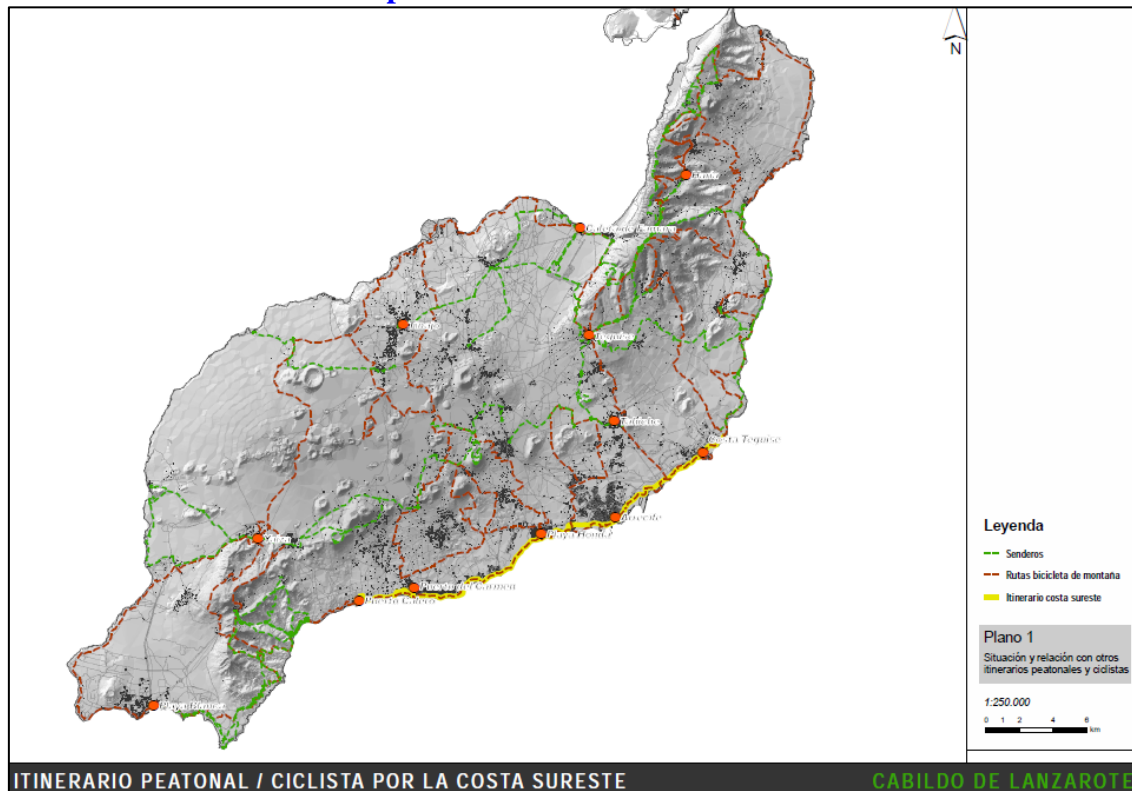 N
Haría
Caleta de Famara
Tinajo
Teguise
Tahiche
Costa Teguise
Arrecife
Playa Honda
Yaiza
Puerto del Carmen
Puerto Calero
Playa Blanca
Leyenda
Senderos
Rutas bicicleta de montaña
Itinerario costa sureste
Plano 1
Situación y relación con otros
itinerarios peatonales y ciclistas
1:250.000
0 1 2 4 6
km
ITINERARIO PEATONAL / CICLISTA POR LA COSTA SURESTE
CABILDO DE LANZAROTE